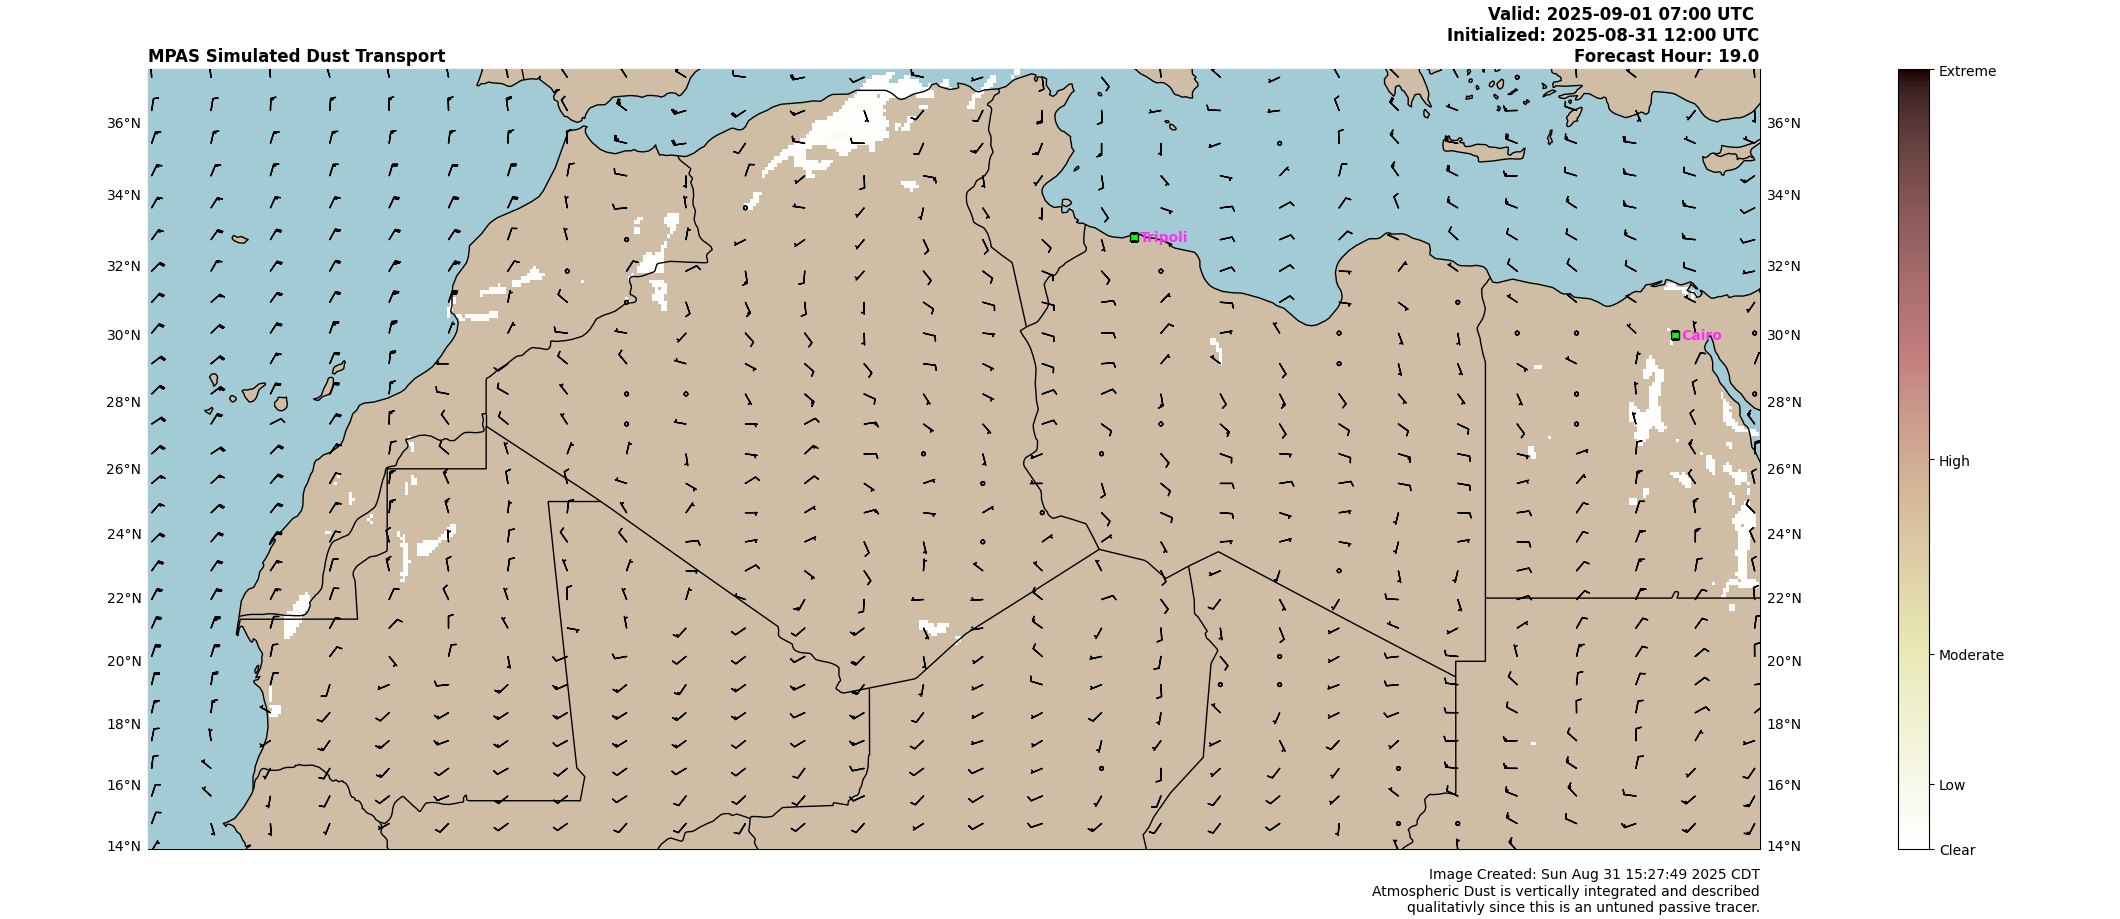 Valid: 2025-09-01 07:00 UTC
Initialized: 2025-08-31 12:00 UTC
MPAS Simulated Dust Transport
Forecast Hour: 19.0
Extreme
36°N
36°N
34°N
34°N
Tripoli
32°N
32°N
30°N
Cairo
30°N
28°N
28°N
26°N
26°N
High
24°N
24°N
22°N
22°N
20°N
20°N
Moderate
18°N
18°N
16°N
16°N
Low
14°N
14°N
Clear
Image Created: Sun Aug 31 15:27:49 2025 CDT
Atmospheric Dust is vertically integrated and described
qualitativly since this is an untuned passive tracer.